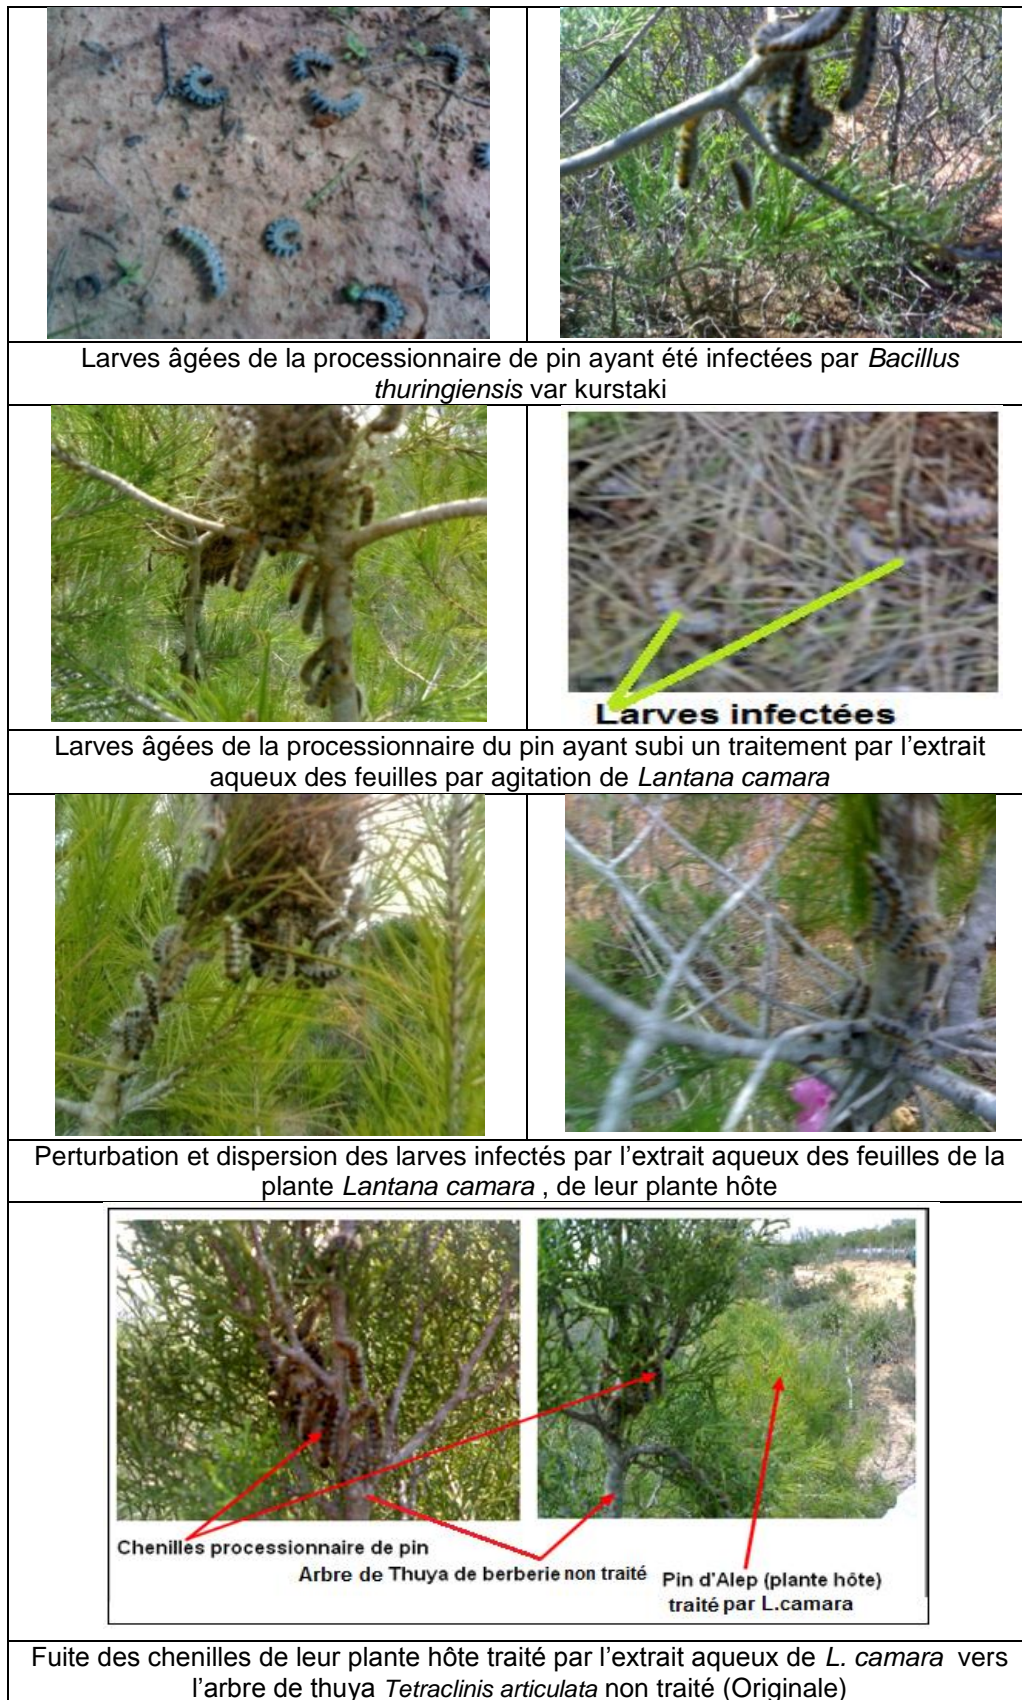 Larves âgées de la processionnaire de pin ayant été infectées par Bacillus
thuringiensis var kurstaki
Larves infectées
Larves âgées de la processionnaire du pin ayant subi un traitement par l’extrait
aqueux des feuilles par agitation de Lantana camara
Perturbation et dispersion des larves infectés par l’extrait aqueux des feuilles de la
plante Lantana camara , de leur plante hôte
Chenilles processionnaire de pin
Arbre de Thuya de berberie non traité
Pin d'Alep (plante hôte)
traité par L.camara
Fuite des chenilles de leur plante hôte traité par l’extrait aqueux de L. camara vers
l’arbre de thuya Tetraclinis articulata non traité (Originale)